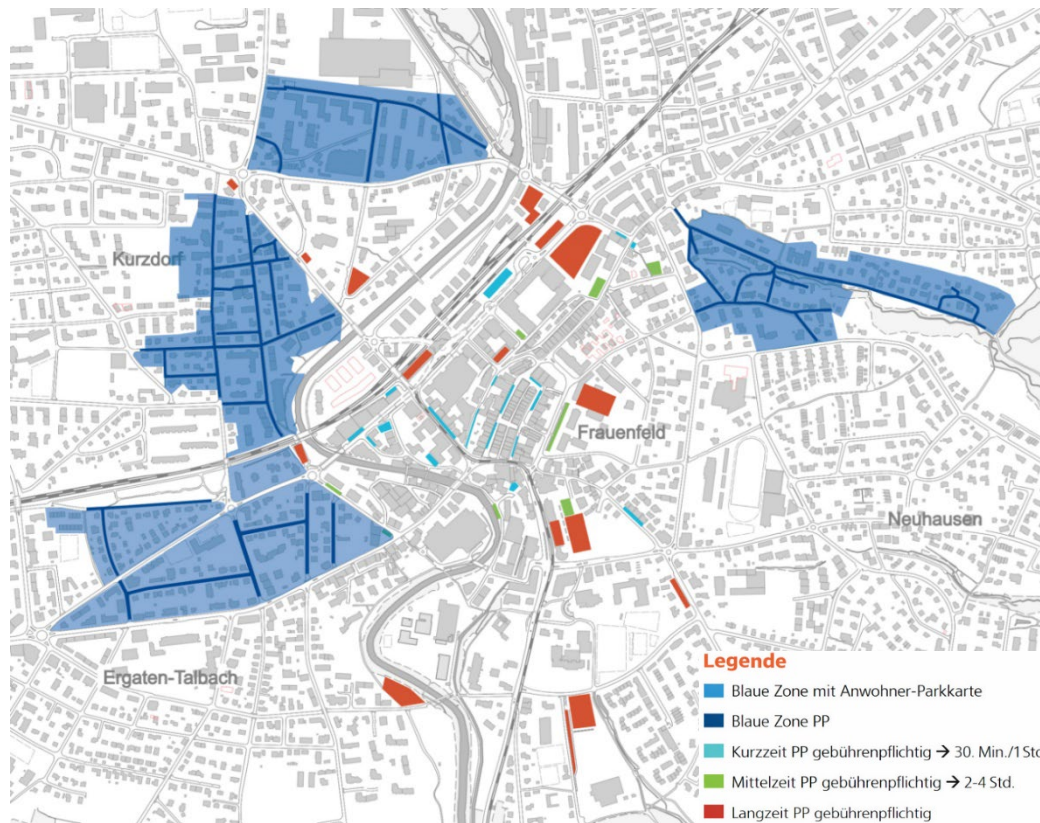 Kurzdorf
Frauenfeld
Neuhausen
Ergaten-Talbach
Legende
Blaue Zone mit Anwohner-Parkkarte
Blaue Zone PP
Kurzzeit PP gebührenpflichtig → 30. Min./1 Std
Mittelzeit PP gebührenpflichtig → 2-4 Std.
Langzeit PP gebührenpflichtig